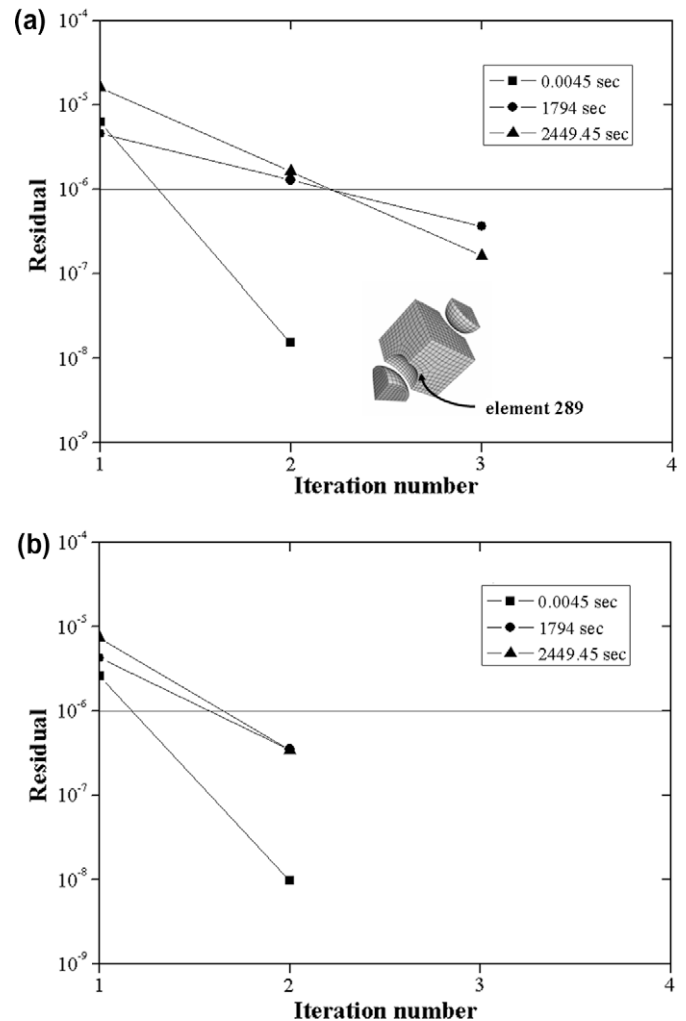 (a)
10-4
10-5
10-6
10-7
10-8
10-9
Residual
0.0045 sec
1794 sec
2449.45 sec
element 289
1 2 3 4
Iteration number
(b)
10-4
10-5
10-6
10-7
10-8
10-9
Residual
0.0045 sec
1794 sec
2449.45 sec
1 2 3 4
Iteration number